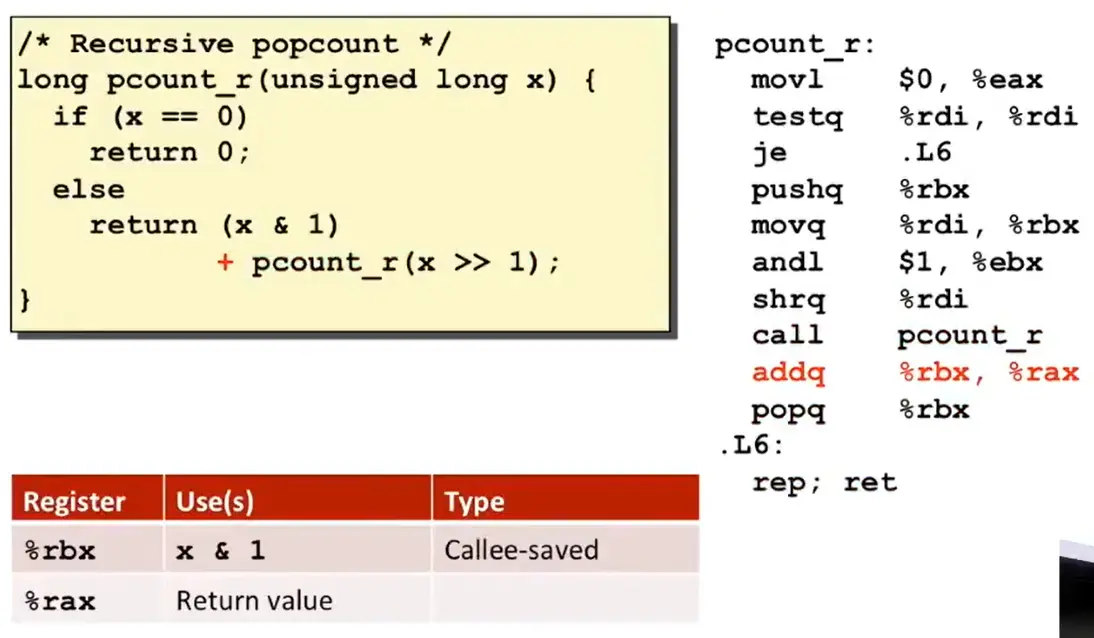 /* Recursive popcount */
long pcount_r(unsigned long x) {
  if (x == 0)
    return 0;
  else
    return (x & 1)
           + pcount_r(x >> 1);
}
pcount_r:
  movl    $0, %eax
  testq   %rdi, %rdi
  je      .L6
  pushq   %rbx
  movq    %rdi, %rbx
  andl    $1, %ebx
  shrq    %rdi
  call    pcount_r
  addq    %rbx, %rax
  popq    %rbx
.L6:
  rep; ret
Register Use(s) Type
%rbx x & 1 Callee-saved
%rax Return value